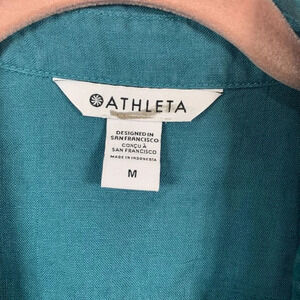 ATHLETA
DESIGNED IN
SAN FRANCISCO
CONÇU À
SAN FRANCISCO
MADE IN INDONESIA
M